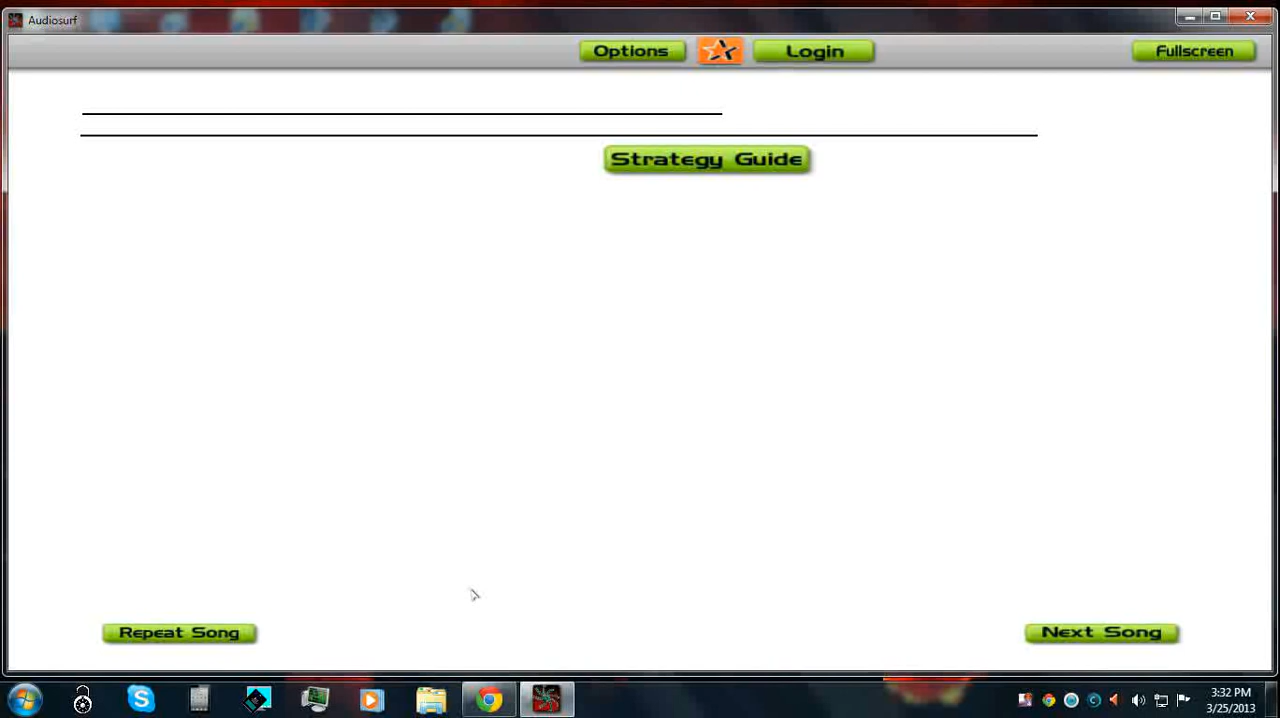 Audiosurf
Options
Login
Fullscreen
Strategy Guide
Repeat Song
Next Song
3:32 PM
3/25/2013